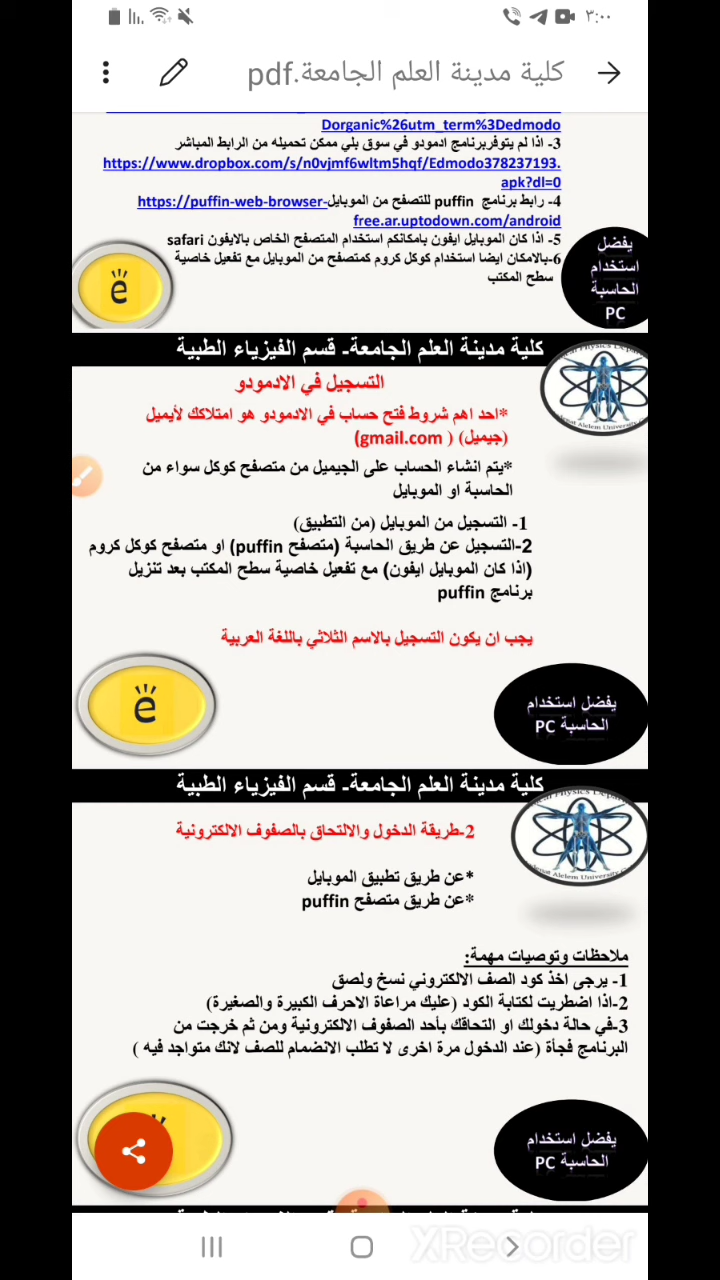 ٣:٠٠
كلية مدينة العلم الجامعة.pdf
Dorganic%26utm_term%3Dedmodo
3- اذا لم يتوفربرنامج ادمودو في سوق بلي ممكن تحميله من الرابط المباشر
https://www.dropbox.com/s/n0vjmf6wltm5hqf/Edmodo378237193.
apk?dl=0
4- رابط برنامج puffin للتصفح من الموبايل-https://puffin-web-browser
free.ar.uptodown.com/android
5- اذا كان الموبايل ايفون بامكانكم استخدام المتصفح الخاص بالايفون safari
6-بالامكان ايضا استخدام كوكل كروم كمتصفح من الموبايل مع تفعيل خاصية
سطح المكتب
يفضل
استخدام
الحاسبة
PC
e
كلية مدينة العلم الجامعة- قسم الفيزياء الطبية
التسجيل في الادمودو
*احد اهم شروط فتح حساب في الادمودو هو امتلاكك لأيميل
(جيميل) ( gmail.com)
*يتم انشاء الحساب على الجيميل من متصفح كوكل سواء من
الحاسبة او الموبايل
1- التسجيل من الموبايل (من التطبيق)
2-التسجيل عن طريق الحاسبة (متصفح puffin) او متصفح كوكل كروم
(اذا كان الموبايل ايفون) مع تفعيل خاصية سطح المكتب بعد تنزيل
برنامج puffin
يجب ان يكون التسجيل بالاسم الثلاثي باللغة العربية
e
يفضل استخدام
الحاسبة PC
كلية مدينة العلم الجامعة- قسم الفيزياء الطبية
2-طريقة الدخول والالتحاق بالصفوف الالكترونية
*عن طريق تطبيق الموبايل
*عن طريق متصفح puffin
ملاحظات وتوصيات مهمة:
1- يرجى اخذ كود الصف الالكتروني نسخ ولصق
2-اذا اضطريت لكتابة الكود (عليك مراعاة الاحرف الكبيرة والصغيرة)
3-في حالة دخولك او التحاقك بأحد الصفوف الالكترونية ومن ثم خرجت من
البرنامج فجأة (عند الدخول مرة اخرى لا تطلب الانضمام للصف لانك متواجد فيه )
يفضل استخدام
الحاسبة PC
XRecorder